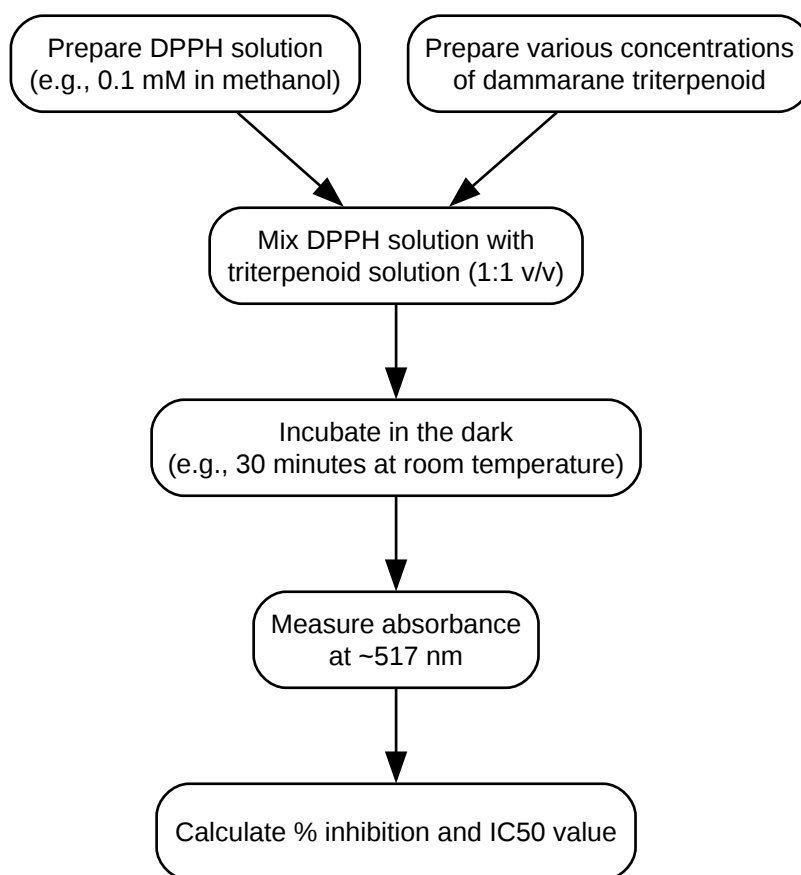 Prepare DPPH solution
(e.g., 0.1 mM in methanol)
Prepare various concentrations
of dammarane triterpenoid
Mix DPPH solution with
triterpenoid solution (1:1 v/v)
Incubate in the dark
(e.g., 30 minutes at room temperature)
Measure absorbance
at ~517 nm
Calculate % inhibition and IC50 value